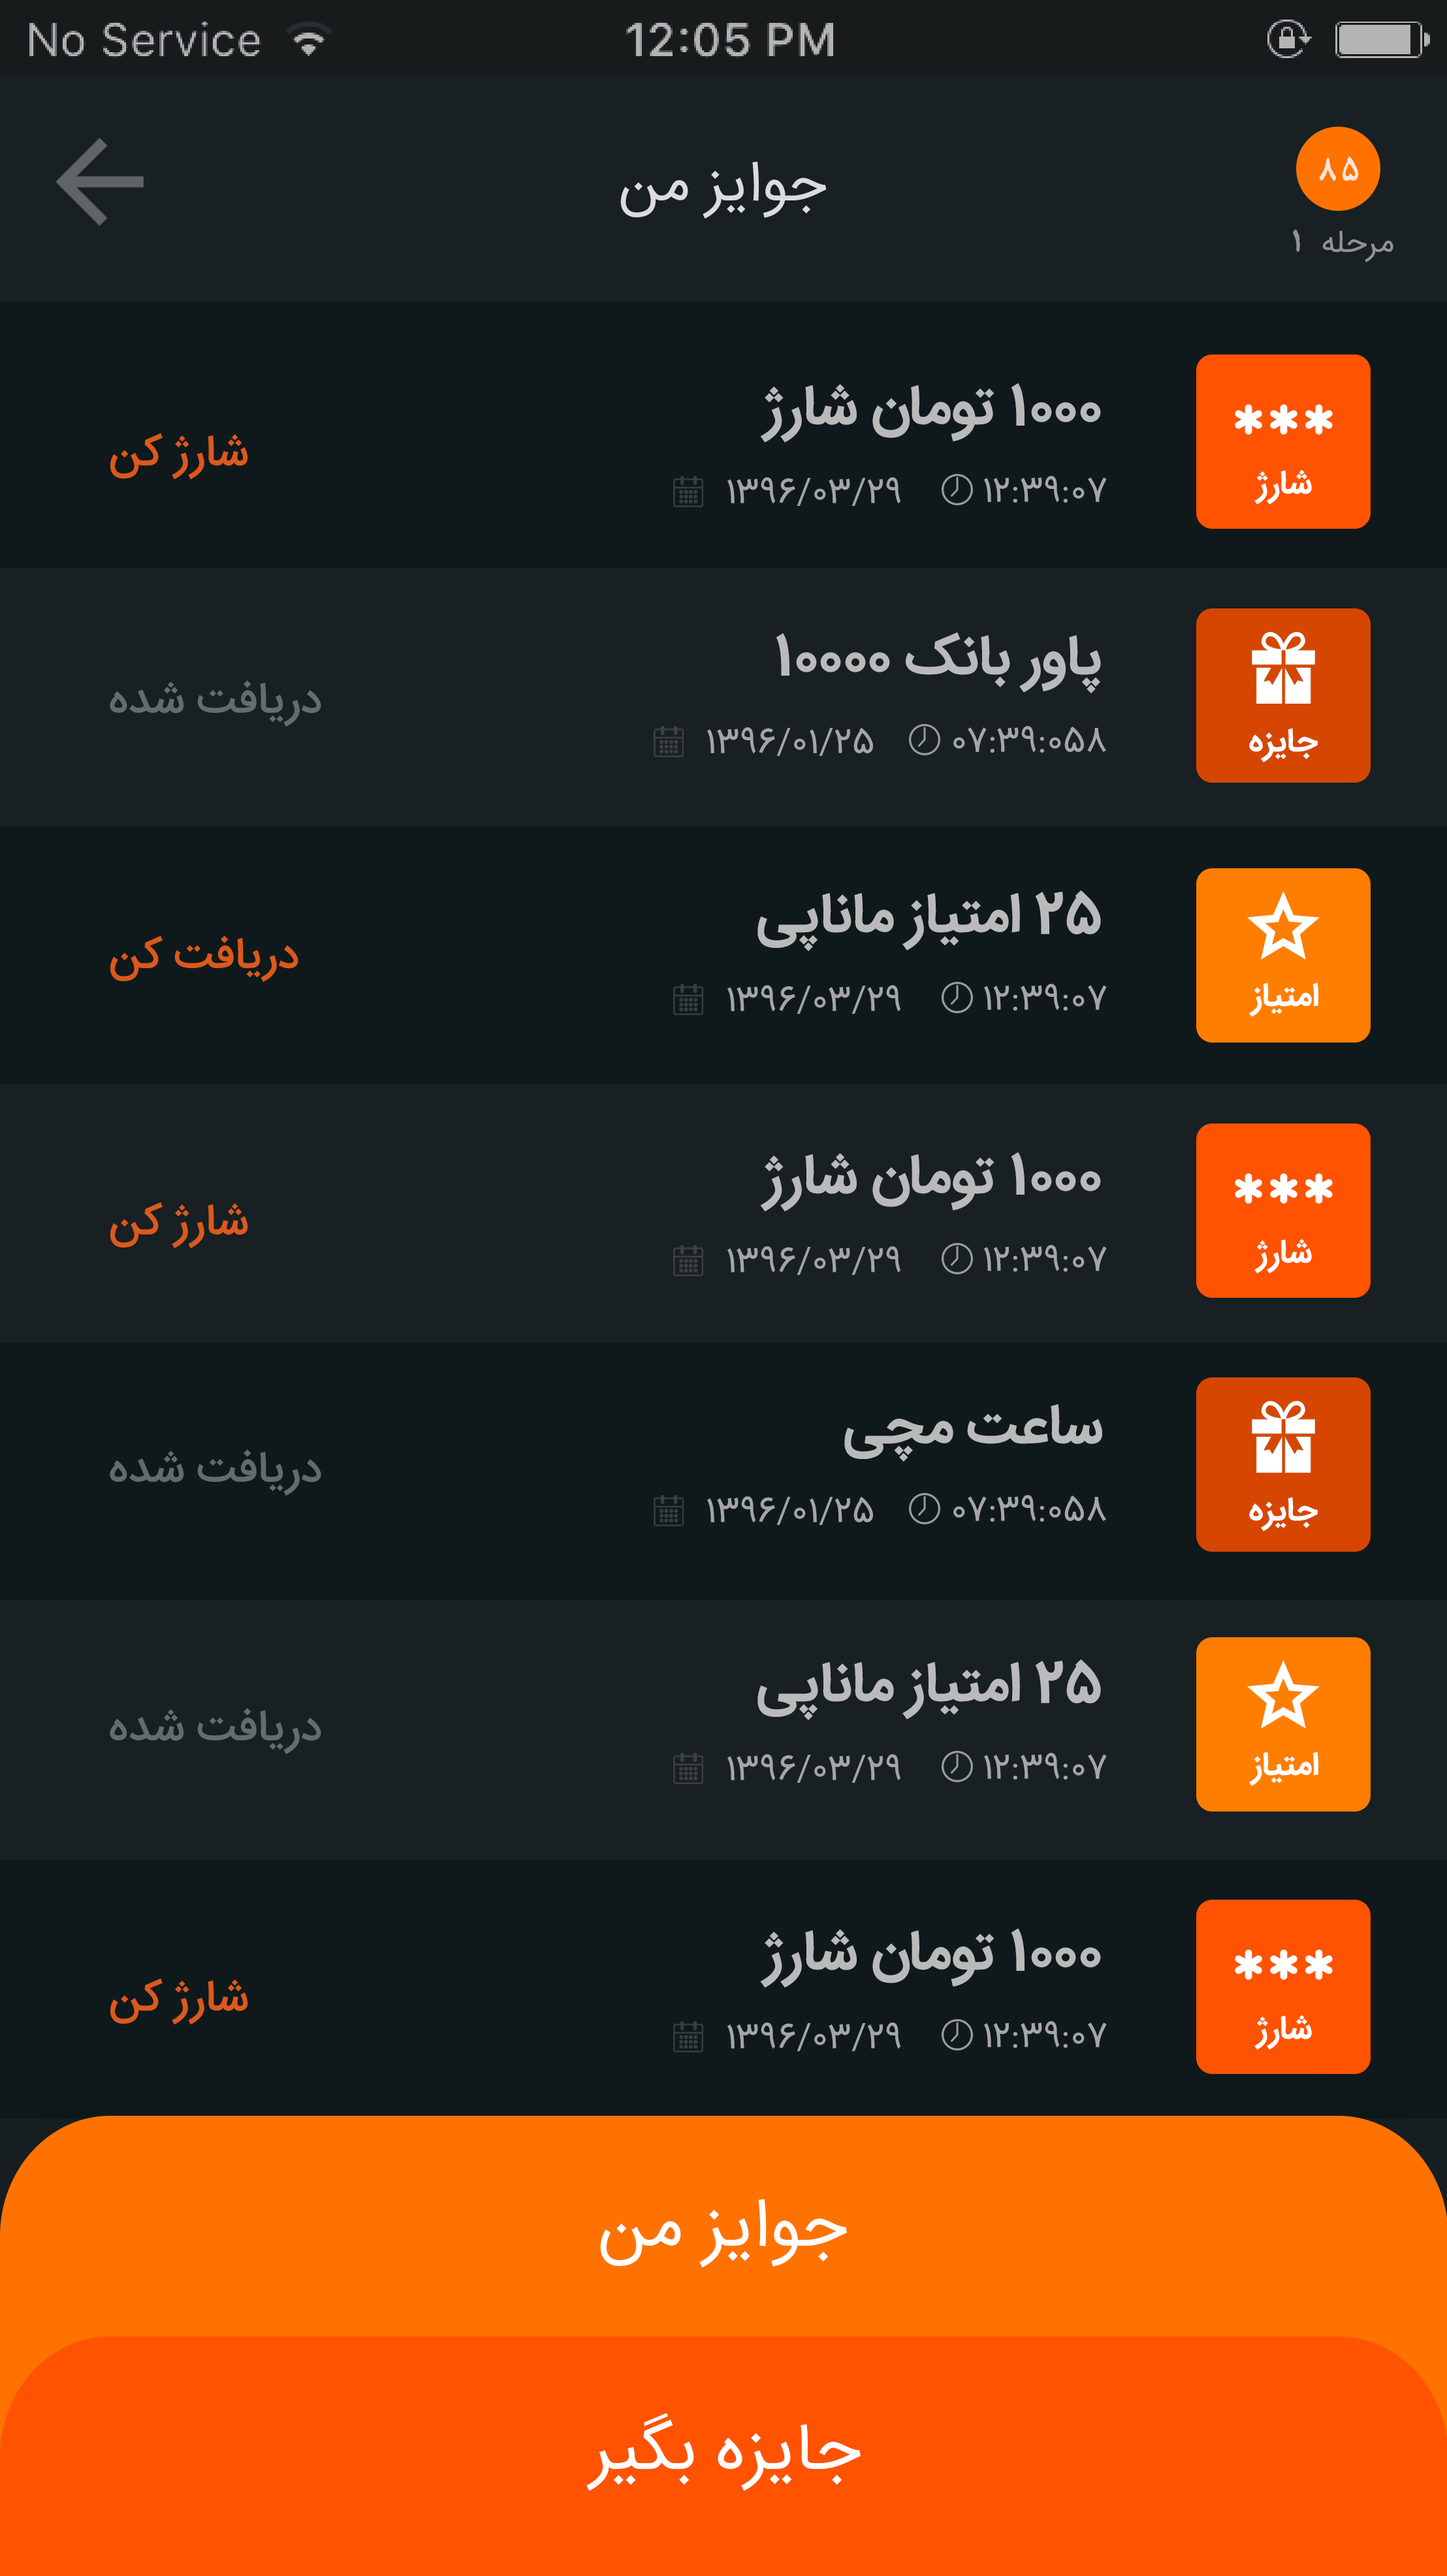 No Service 12:05 PM
۸۵
مرحله ۱
جوایز من
۱۰۰۰ تومان شارژ
۱۲:۳۹:۰۷ ۱۳۹۶/۰۳/۲۹
*** شارژ
شارژ کن
پاور بانک ۱۰۰۰۰
۰۷:۳۹:۰۵۸ ۱۳۹۶/۰۱/۲۵
جایزه
دریافت شده
۲۵ امتیاز ماناپی
۱۲:۳۹:۰۷ ۱۳۹۶/۰۳/۲۹
امتیاز
دریافت کن
۱۰۰۰ تومان شارژ
۱۲:۳۹:۰۷ ۱۳۹۶/۰۳/۲۹
*** شارژ
شارژ کن
ساعت مچی
۰۷:۳۹:۰۵۸ ۱۳۹۶/۰۱/۲۵
جایزه
دریافت شده
۲۵ امتیاز ماناپی
۱۲:۳۹:۰۷ ۱۳۹۶/۰۳/۲۹
امتیاز
دریافت شده
۱۰۰۰ تومان شارژ
۱۲:۳۹:۰۷ ۱۳۹۶/۰۳/۲۹
*** شارژ
شارژ کن
جوایز من
جایزه بگیر